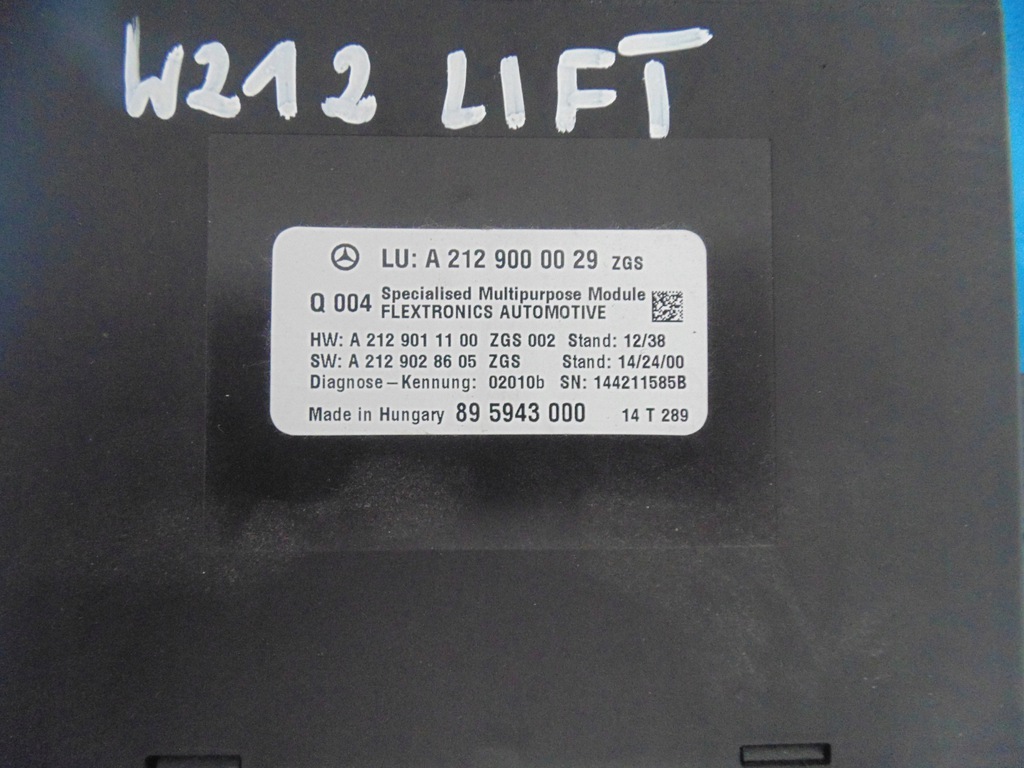 W212 LIFT
LU: A 212 900 00 29 ZGS
Q 004 Specialised Multipurpose Module
FLEXTRONICS AUTOMOTIVE
HW: A 212 901 11 00 ZGS 002 Stand: 12/38
SW: A 212 902 86 05 ZGS Stand: 14/24/00
Diagnose-Kennung: 02010b SN: 144211585B
Made in Hungary 89 5943 000 14 T 289